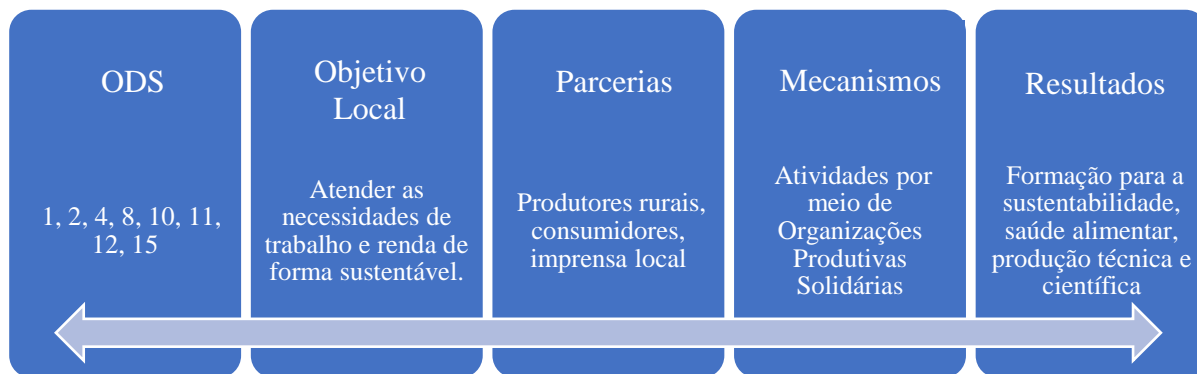 ODS
1, 2, 4, 8, 10, 11,
12, 15
Objetivo
Local
Atender as
necessidades de
trabalho e renda de
forma sustentável.
Parcerias
Produtores rurais,
consumidores,
imprensa local
Mecanismos
Atividades por
meio de
Organizações
Produtivas
Solidárias
Resultados
Formação para a
sustentabilidade,
saúde alimentar,
produção técnica e
científica